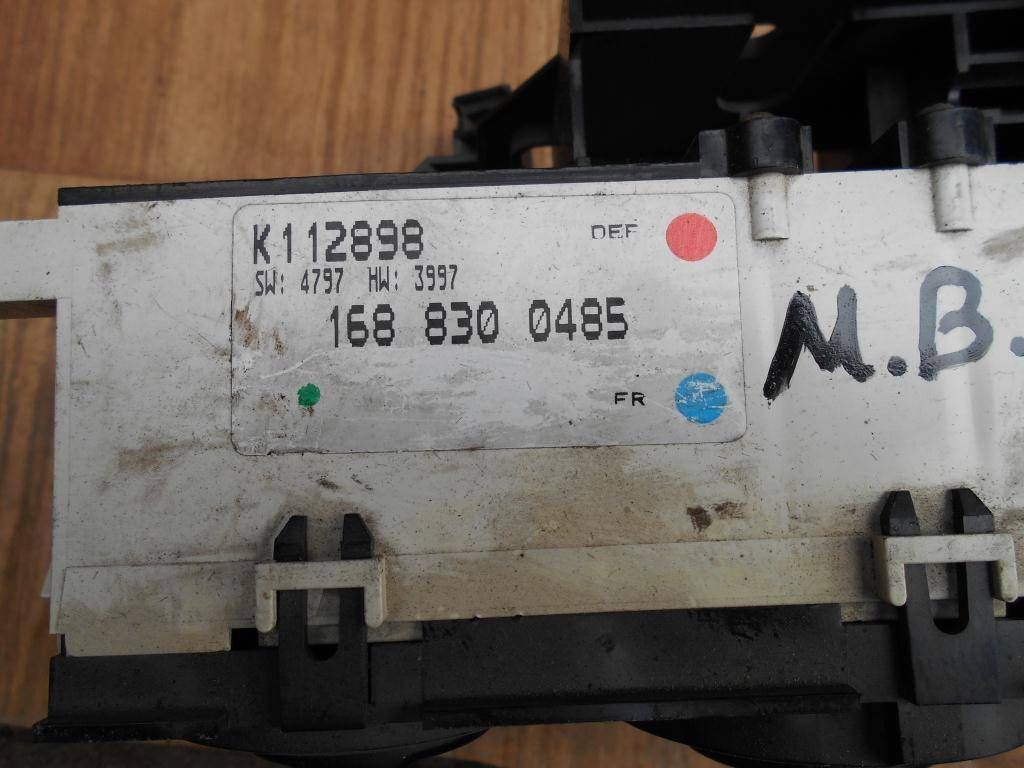 K112898
DEF
SW: 4797 HW: 3997
168 830 0485
FR
M.B.